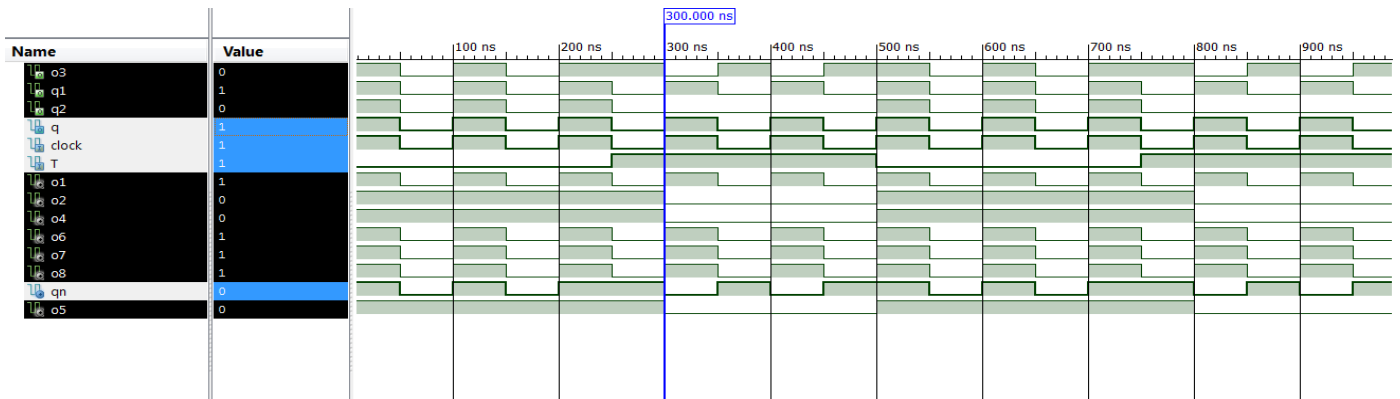 300.000 ns
Name Value 100 ns 200 ns 300 ns 400 ns 500 ns 600 ns 700 ns 800 ns 900 ns
o3 0
q1 1
q2 0
q 1
clock 1
T 1
o1 1
o2 0
o4 0
o6 1
o7 1
o8 1
qn 0
o5 0